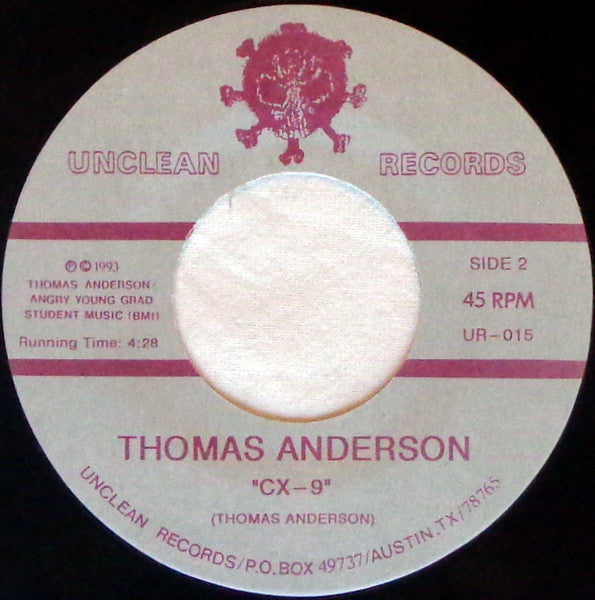 UNCLEAN RECORDS
℗ © 1993
THOMAS ANDERSON/
ANGRY YOUNG GRAD
STUDENT MUSIC (BMI)
Running Time: 4:28
SIDE 2
45 RPM
UR-015
THOMAS ANDERSON
"CX-9"
(THOMAS ANDERSON)
UNCLEAN RECORDS/P.O. BOX 49737/AUSTIN, TX/78765